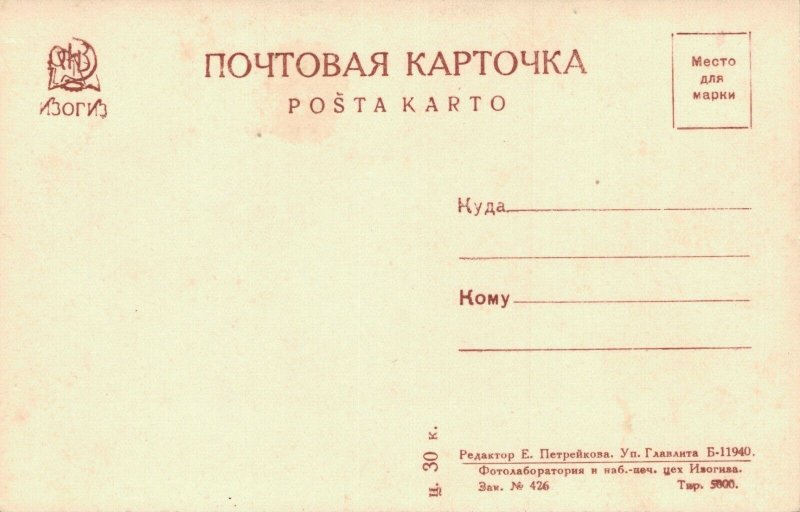 ИЗОГИЗ
ПОЧТОВАЯ КАРТОЧКА
POŠTA KARTO
Место
для
марки
Куда
Кому
ц. 30 к.
Редактор Е. Петрейкова. Уп. Главлита Б-11940.
Фотолаборатория и наб.-печ. цех Изогиза.
Зак. № 426 Тир. 5000.